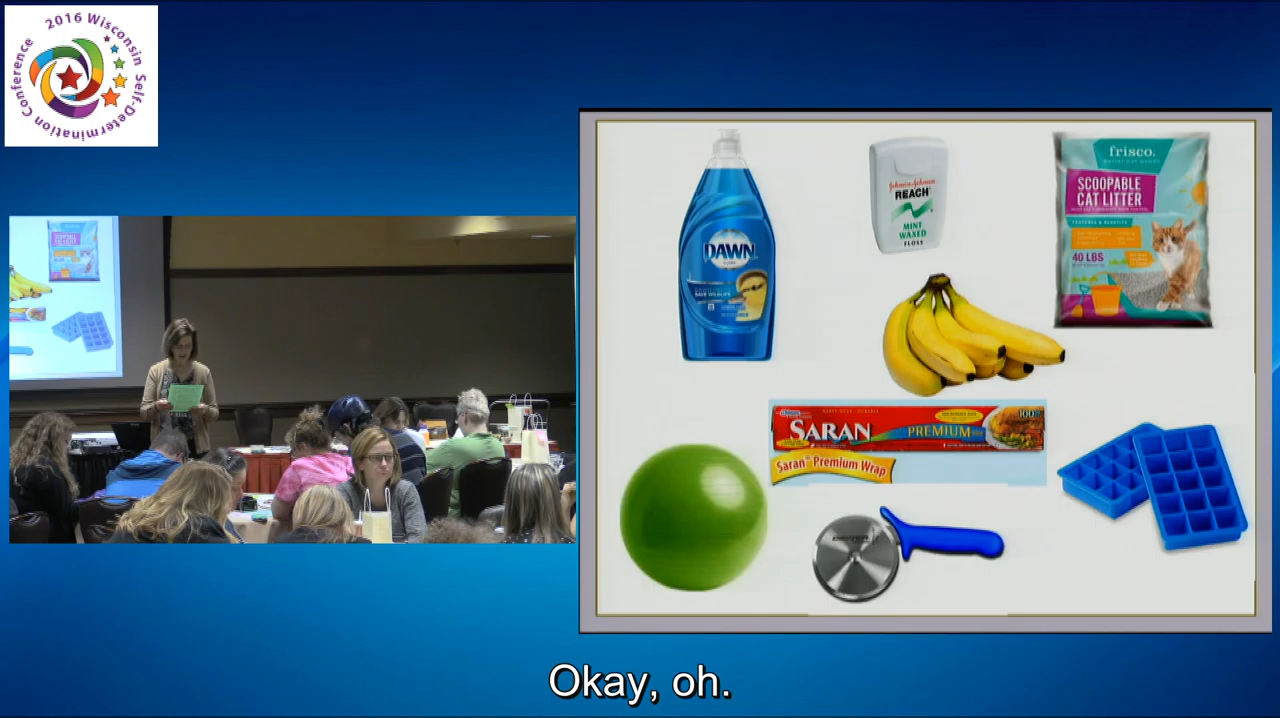 2016 Wisconsin Self-Determination Conference
DAWN
Johnson & Johnson
REACH
MINT
WAXED
FLOSS
frisco.
SCOOPABLE
CAT LITTER
40 LBS
SARAN
PREMIUM
100
Saran® Premium Wrap
Okay, oh.